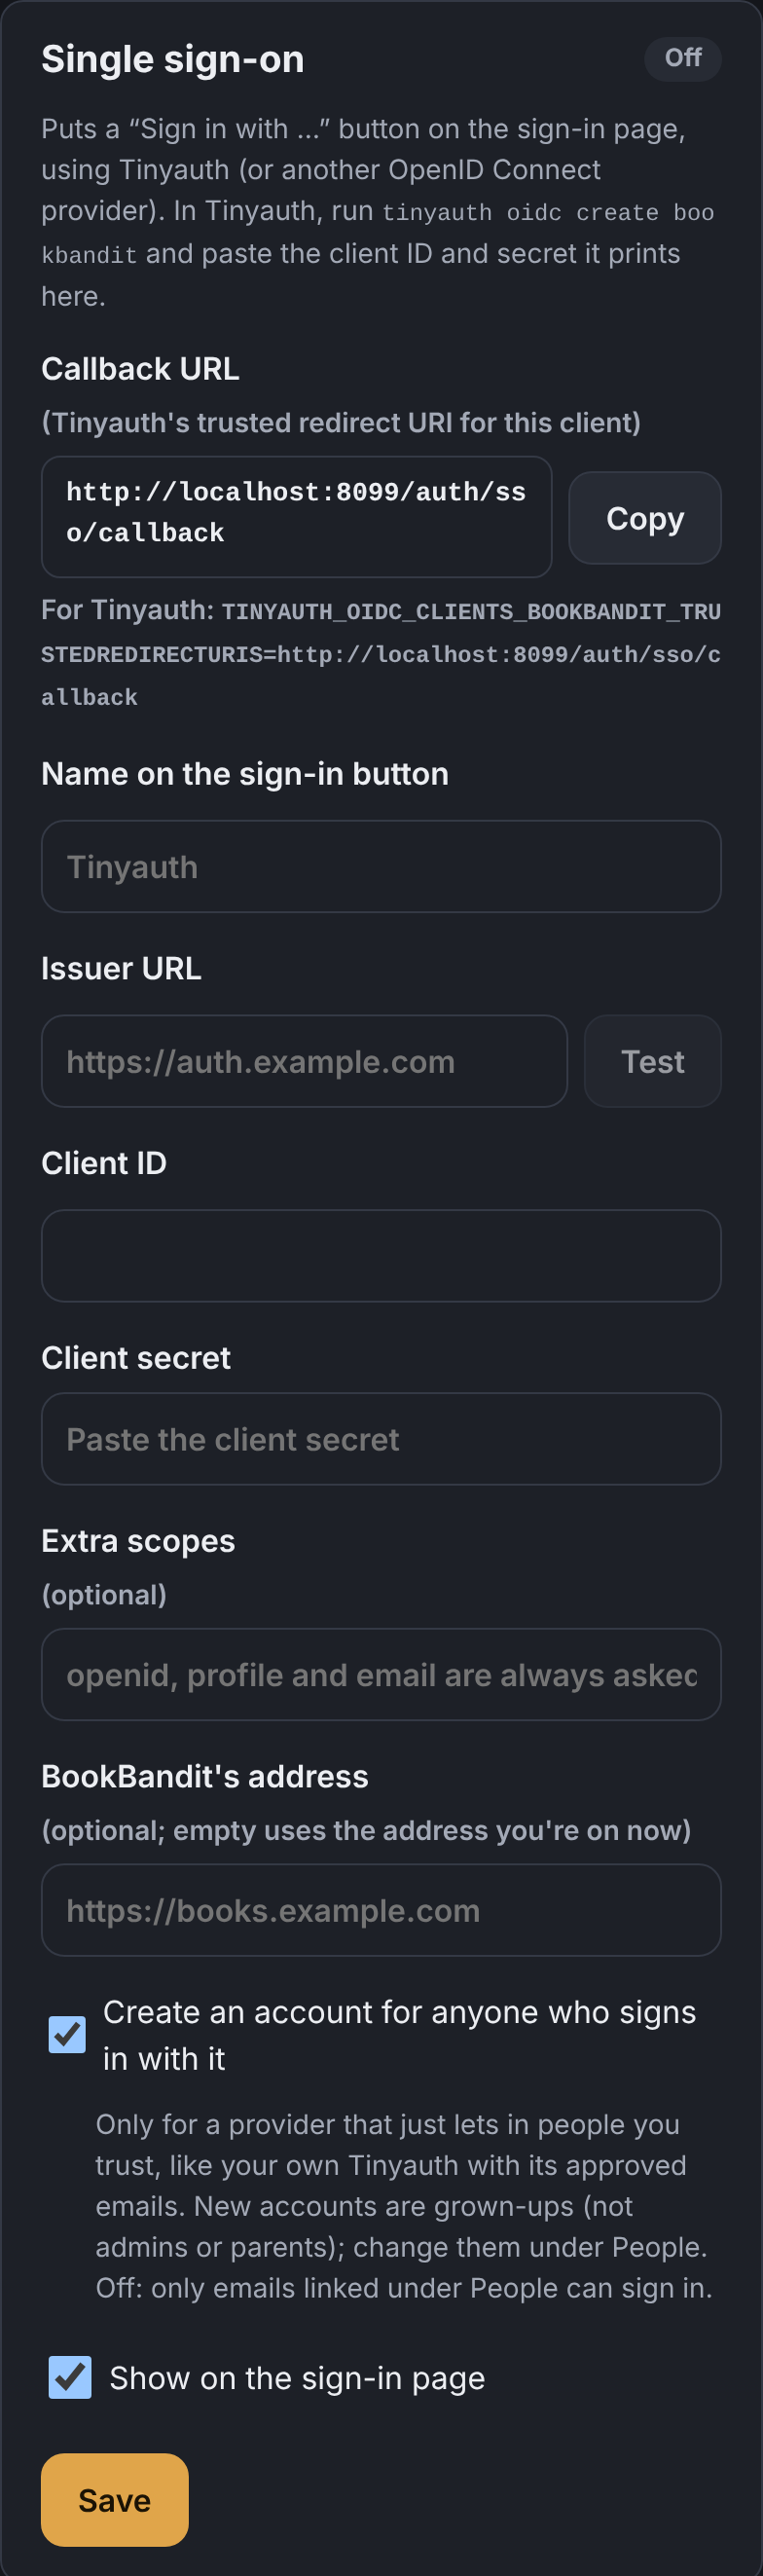 Single sign-on
Off
Puts a “Sign in with ...” button on the sign-in page,
using Tinyauth (or another OpenID Connect
provider). In Tinyauth, run tinyauth oidc create boo
kbandit and paste the client ID and secret it prints
here.
Callback URL
(Tinyauth's trusted redirect URI for this client)
http://localhost:8099/auth/ss
o/callback
Copy
For Tinyauth: TINYAUTH_OIDC_CLIENTS_BOOKBANDIT_TRU
STEDREDIRECTURIS=http://localhost:8099/auth/sso/c
allback
Name on the sign-in button
Tinyauth
Issuer URL
https://auth.example.com
Test
Client ID
Client secret
Paste the client secret
Extra scopes
(optional)
openid, profile and email are always asked
BookBandit's address
(optional; empty uses the address you're on now)
https://books.example.com
Create an account for anyone who signs
in with it
Only for a provider that just lets in people you
trust, like your own Tinyauth with its approved
emails. New accounts are grown-ups (not
admins or parents); change them under People.
Off: only emails linked under People can sign in.
Show on the sign-in page
Save